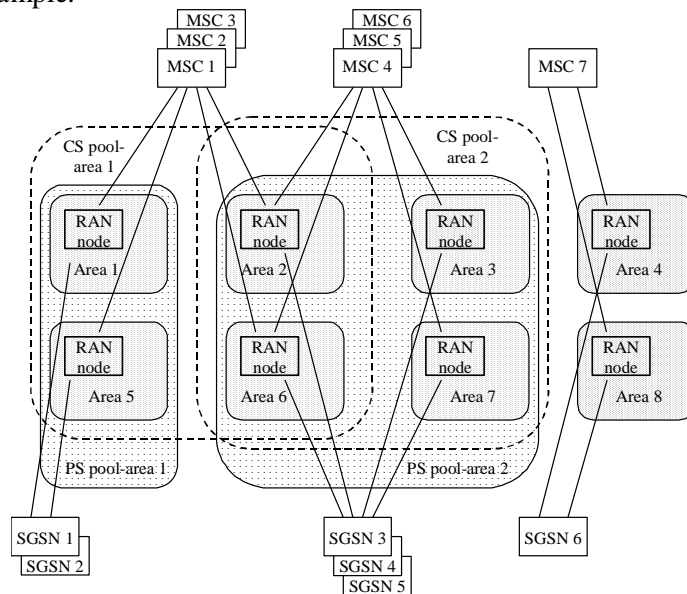 ample.
MSC 3
MSC 2
MSC 1
MSC 6
MSC 5
MSC 4
MSC 7
CS pool-
area 1
CS pool-
area 2
RAN
node
Area 1
RAN
node
Area 2
RAN
node
Area 3
RAN
node
Area 4
RAN
node
Area 5
RAN
node
Area 6
RAN
node
Area 7
RAN
node
Area 8
PS pool-area 1
PS pool-area 2
SGSN 1
SGSN 2
SGSN 3
SGSN 4
SGSN 5
SGSN 6